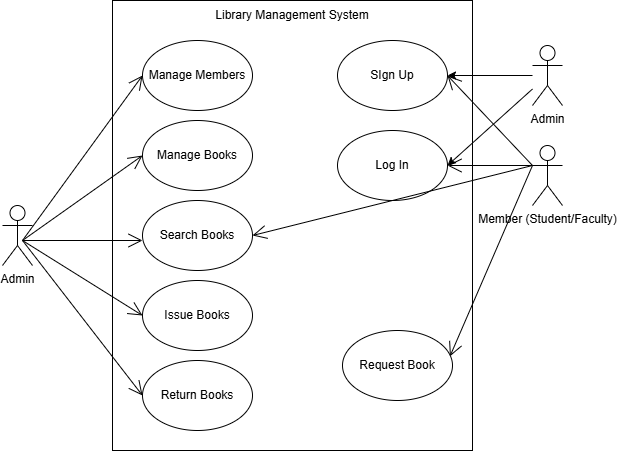 Library Management System
Manage Members
SIgn Up
Admin
Manage Books
Log In
Member (Student/Faculty)
Search Books
Admin
Issue Books
Request Book
Return Books